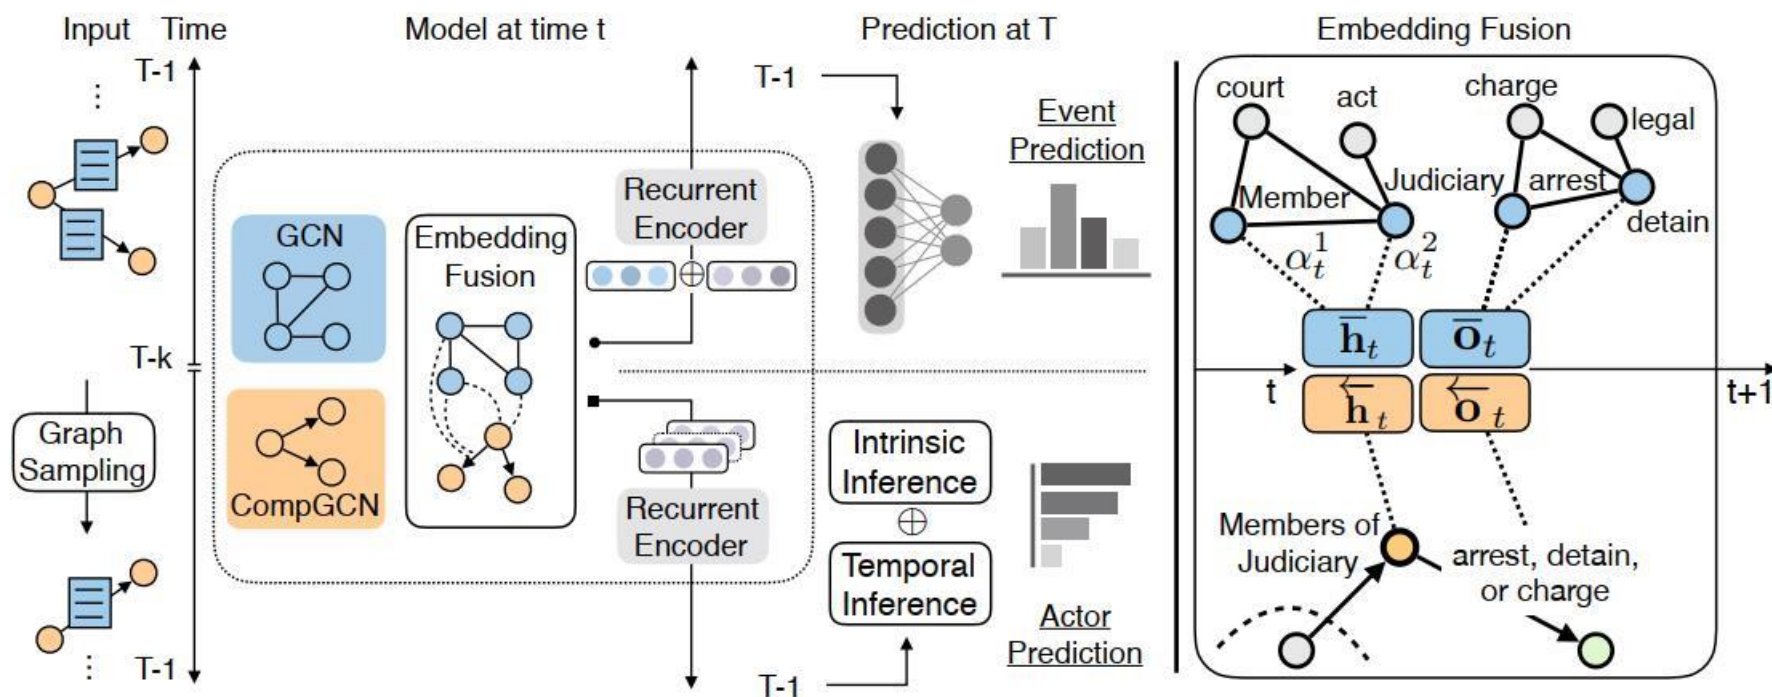 Input
Time
Model at time t
Prediction at T
Embedding Fusion
T-1
⋮
T-k
Graph
Sampling
⋮
T-1
GCN
CompGCN
Embedding
Fusion
Recurrent
Encoder
⊕
Recurrent
Encoder
T-1
Event
Prediction
Intrinsic
Inference
⊕
Temporal
Inference
T-1
Actor
Prediction
court
act
charge
legal
Member
Judiciary
arrest
detain
α_t^1
α_t^2
h̅_t
o̅_t
t
t+1
h⃖_t
o⃖_t
Members of
Judiciary
arrest, detain,
or charge